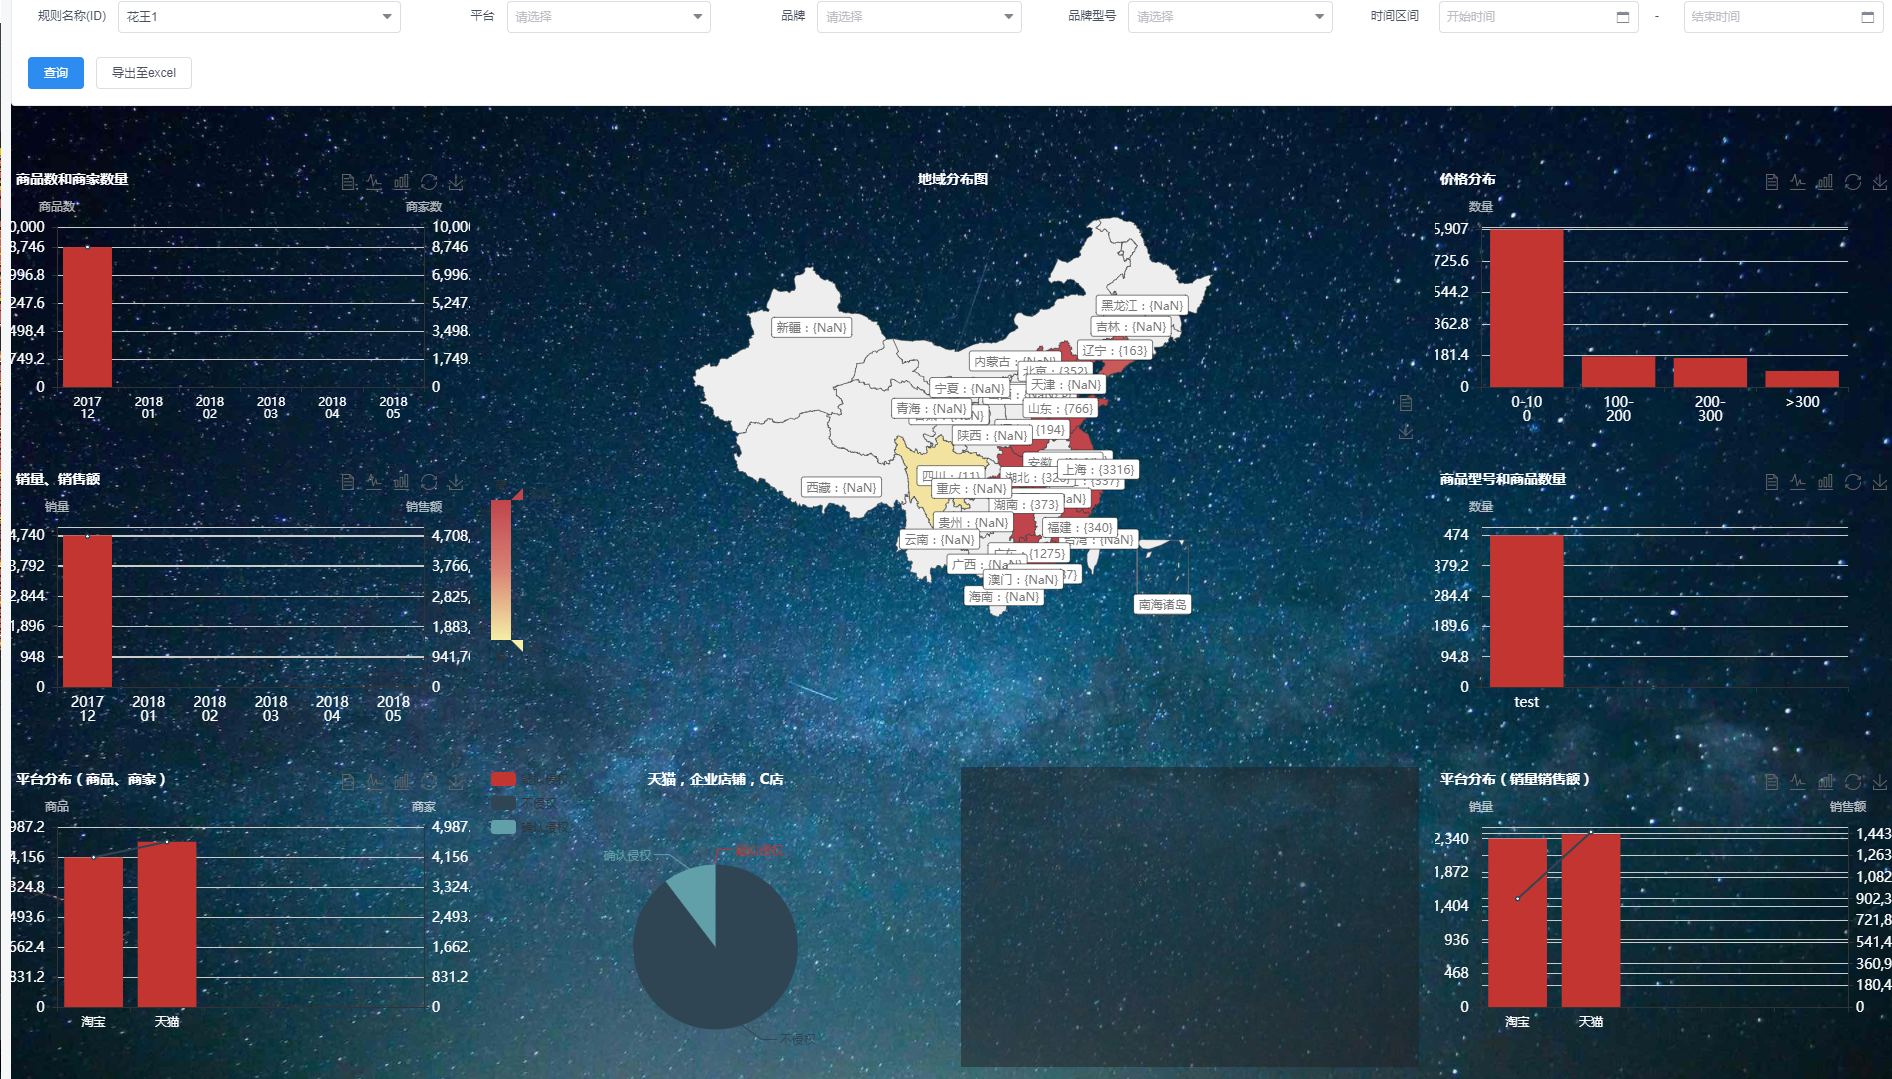 规则名称(ID) 花王1 平台 请选择 品牌 请选择 品牌型号 请选择 时间区间 开始时间 - 结束时间
查询 导出至excel
商品数和商家数量
商品数 商家数
0,000 10,000
8,746 8,746
996.8 6,996.
247.6 5,247.
498.4 3,498.
749.2 1,749.
0 0
2017 12
2018 01
2018 02
2018 03
2018 04
2018 05
销量、销售额
销量 销售额
4,740 4,708,
3,792 3,766,
2,844 2,825,
1,896 1,883,
948 941,7
0 0
2017 12
2018 01
2018 02
2018 03
2018 04
2018 05
平台分布（商品、商家）
商品 商家
987.2 4,987.
4,156 4,156
324.8 3,324.
493.6 2,493.
662.4 1,662.
831.2 831.2
0 0
淘宝 天猫
地域分布图
黑龙江：{NaN}
吉林：{NaN}
新疆：{NaN}
辽宁：{163}
内蒙古：{NaN}
北京：{352}
天津：{NaN}
宁夏：{NaN}
青海：{NaN}
山东：{766}
{194}
陕西：{NaN}
安徽
上海：{3316}
四川：{11}
湖北：{326}
重庆：{NaN}
西藏：{NaN}
湖南：{373}
贵州：{NaN}
福建：{340}
云南：{NaN}
台湾：{NaN}
广东：{1275}
广西：{NaN}
澳门：{NaN}
海南：{NaN}
南海诸岛
天猫，企业店铺，C店
不侵权
确认侵权
确认侵权
不侵权
价格分布
数量
5,907
725.6
544.2
362.8
181.4
0
0-10 0
100-200
200-300
>300
商品型号和商品数量
数量
474
379.2
284.4
189.6
94.8
0
test
平台分布（销量销售额）
销量 销售额
2,340 1,443
1,872 1,263
1,404 1,082
936 902,3
468 721,8
0 541,4
360,9
180,4
0
淘宝 天猫